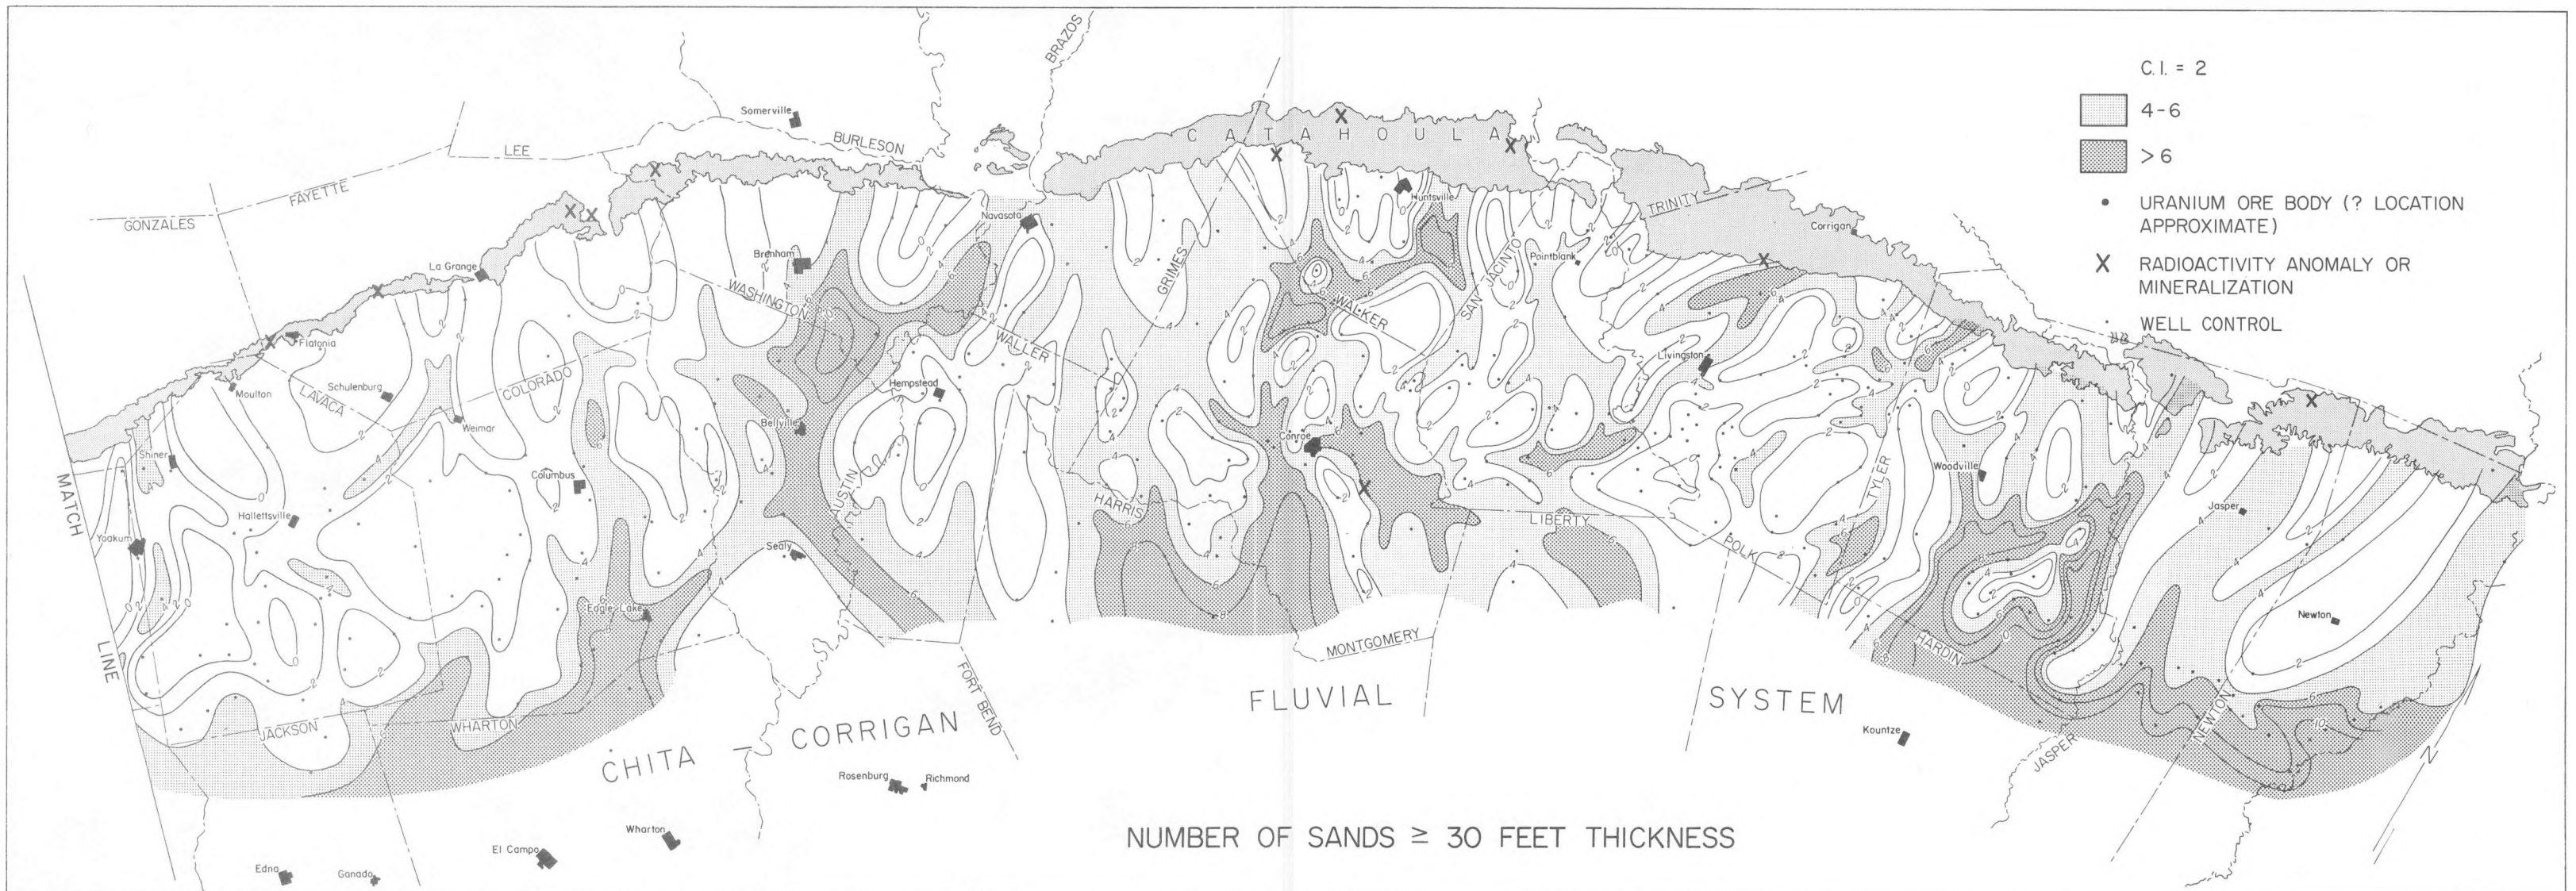 C.I. = 2
4-6
> 6
URANIUM ORE BODY (? LOCATION
APPROXIMATE)
RADIOACTIVITY ANOMALY OR
MINERALIZATION
WELL CONTROL
BRAZOS
Somerville
BURLESON
LEE
FAYETTE
GONZALES
CATAHOULA
Huntsville
TRINITY
Corrigan
Navasota
La Grange
Brenham
WASHINGTON
GRIMES
WALKER
SAN JACINTO
Pointblank
Flatonia
Moulton
LAVACA
Schulenburg
COLORADO
Weimar
WALLER
Hempstead
Livingston
Bellville
Conroe
Shiner
Columbus
AUSTIN
HARRIS
LIBERTY
TYLER
Woodville
Jasper
MATCH
LINE
Hallettsville
Yoakum
Sealy
POLK
Eagle Lake
MONTGOMERY
HARDIN
Newton
JACKSON
WHARTON
FORT BEND
CHITA - CORRIGAN
FLUVIAL
SYSTEM
Kountze
JASPER
NEWTON
N
Rosenburg
Richmond
Wharton
El Campo
Edna
Ganado
NUMBER OF SANDS ≥ 30 FEET THICKNESS